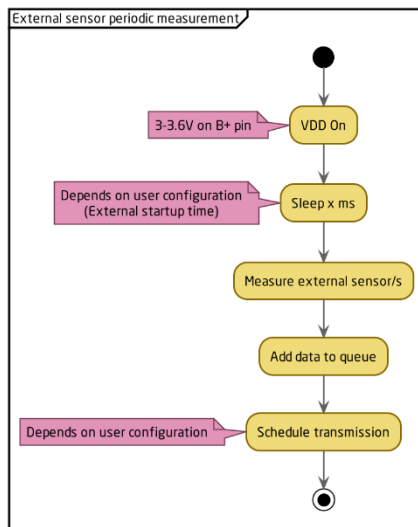 External sensor periodic measurement
3-3.6V on B+ pin
VDD On
Depends on user configuration
(External startup time)
Sleep x ms
Measure external sensor/s
Add data to queue
Depends on user configuration
Schedule transmission